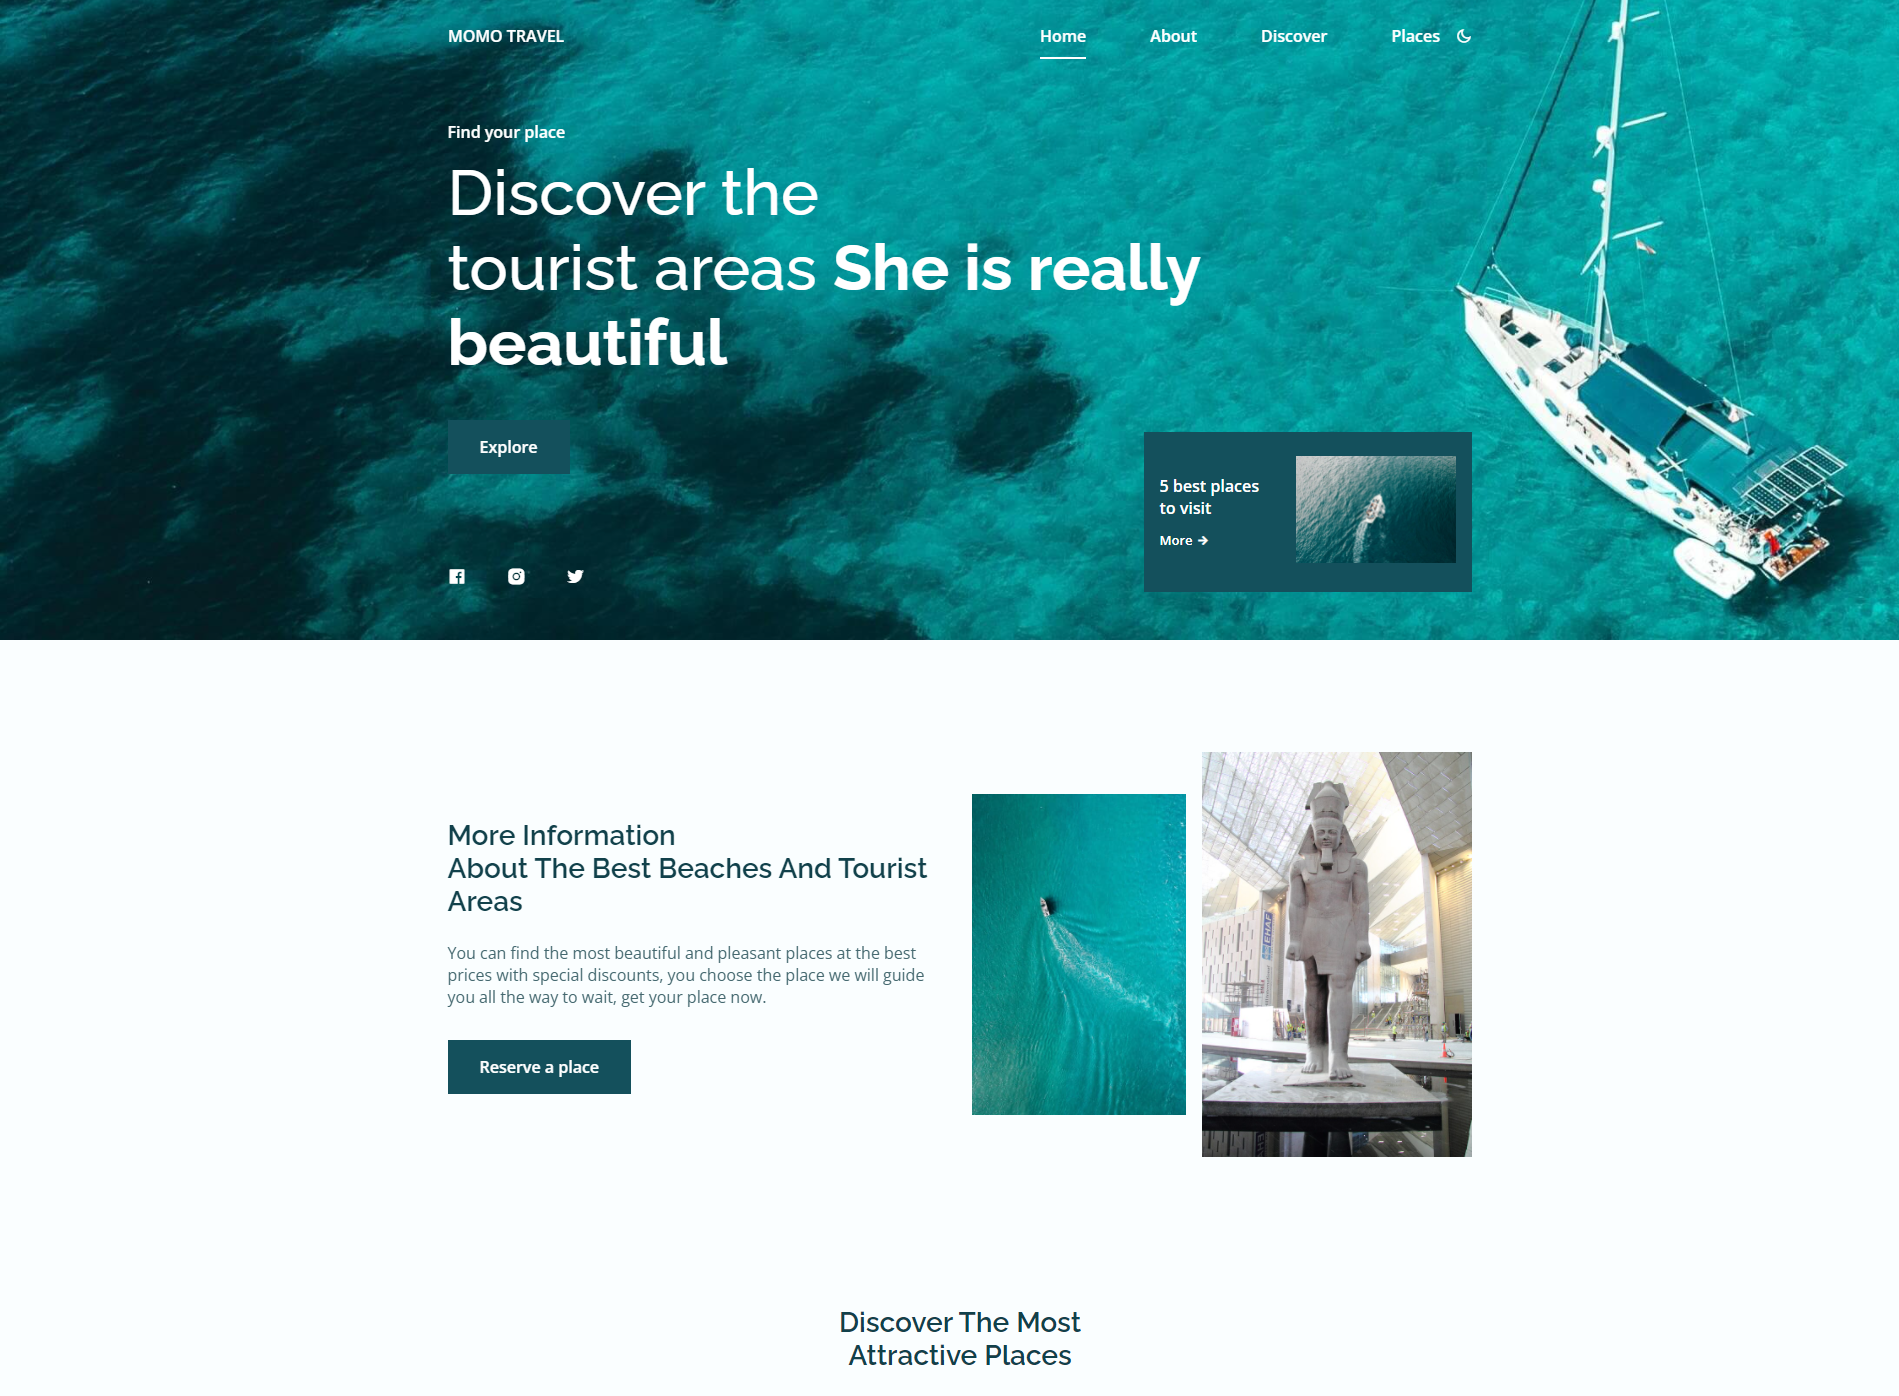 MOMO TRAVEL
Home
About
Discover
Places
Find your place
Discover the
tourist areas She is really
beautiful
Explore
5 best places
to visit
More
More Information
About The Best Beaches And Tourist
Areas
You can find the most beautiful and pleasant places at the best
prices with special discounts, you choose the place we will guide
you all the way to wait, get your place now.
Reserve a place
EHAF
Discover The Most
Attractive Places